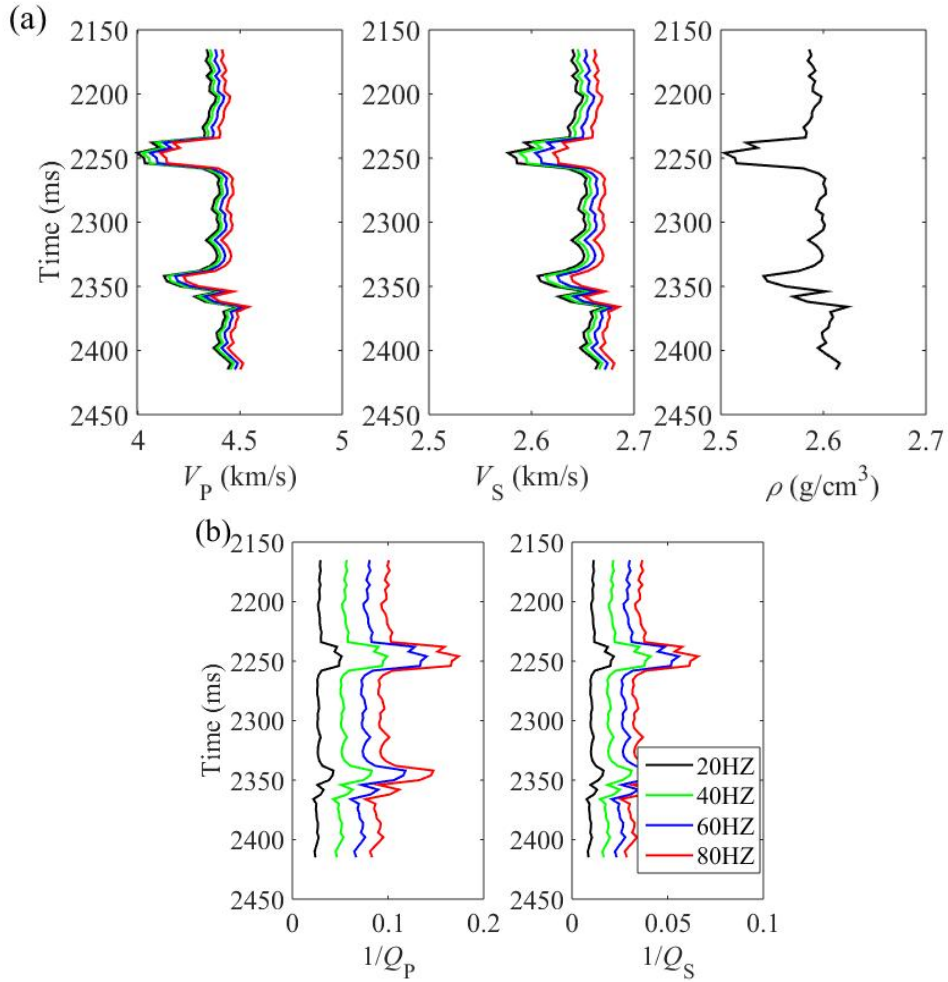 (a)
2150
2200
2250
2300
2350
2400
2450
Time (ms)
4 4.5 5
V_P (km/s)
2150
2200
2250
2300
2350
2400
2450
2.5 2.6 2.7
V_S (km/s)
2150
2200
2250
2300
2350
2400
2450
2.5 2.6 2.7
ρ (g/cm³)
(b)
2150
2200
2250
2300
2350
2400
2450
Time (ms)
0 0.1 0.2
1/Q_P
2150
2200
2250
2300
2350
2400
2450
0 0.05 0.1
1/Q_S
20HZ
40HZ
60HZ
80HZ